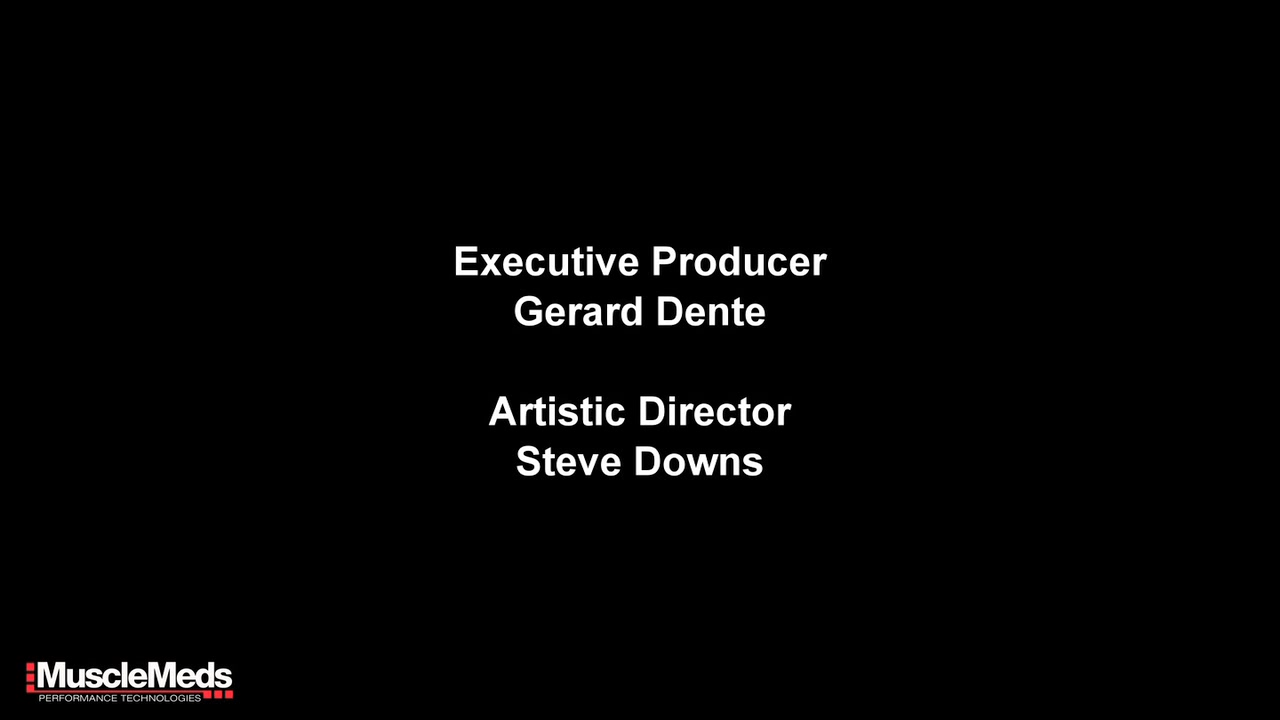 Executive Producer
Gerard Dente
Artistic Director
Steve Downs
MuscleMeds
PERFORMANCE TECHNOLOGIES